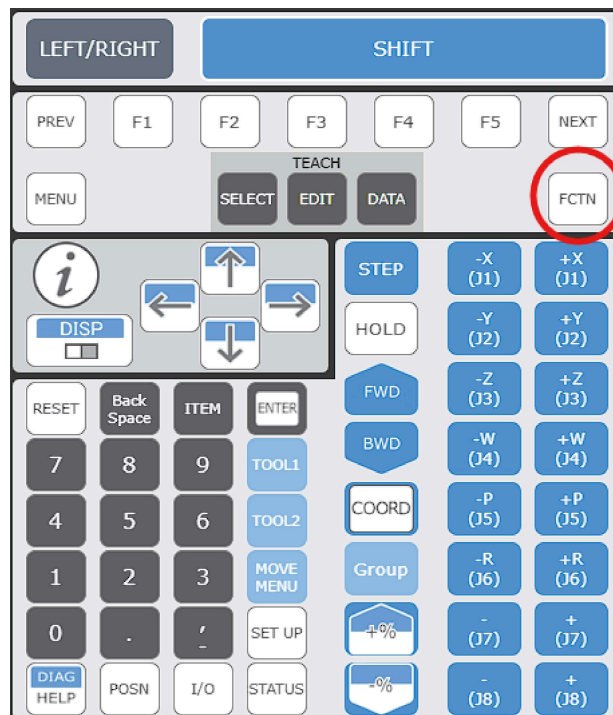 LEFT/RIGHT SHIFT
PREV F1 F2 F3 F4 F5 NEXT
TEACH
MENU SELECT EDIT DATA FCTN
i
DISP
RESET Back Space ITEM ENTER
7 8 9 TOOL1
4 5 6 TOOL2
1 2 3 MOVE MENU
0 . ,- SET UP
DIAG HELP POSN I/O STATUS
STEP -X (J1) +X (J1)
HOLD -Y (J2) +Y (J2)
FWD -Z (J3) +Z (J3)
BWD -W (J4) +W (J4)
COORD -P (J5) +P (J5)
Group -R (J6) +R (J6)
+% - (J7) + (J7)
-% - (J8) + (J8)